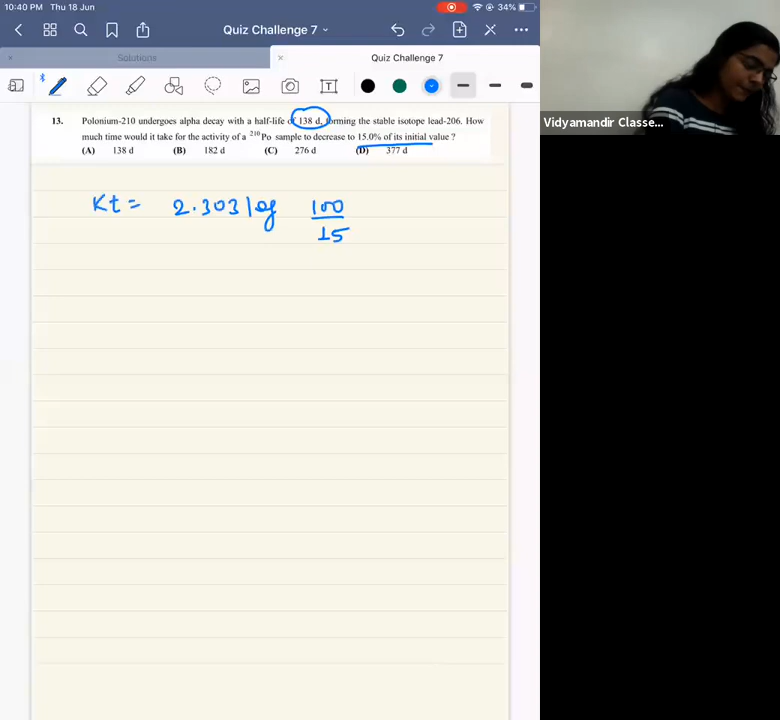 10:40 PM Thu 18 Jun 34%
Quiz Challenge 7
Solutions
Quiz Challenge 7
T
Vidyamandir Classe...
13. Polonium-210 undergoes alpha decay with a half-life of 138 d, forming the stable isotope lead-206. How
much time would it take for the activity of a ²¹⁰Po sample to decrease to 15.0% of its initial value ?
(A) 138 d (B) 182 d (C) 276 d (D) 377 d
Kt = 2.303 log 100/15